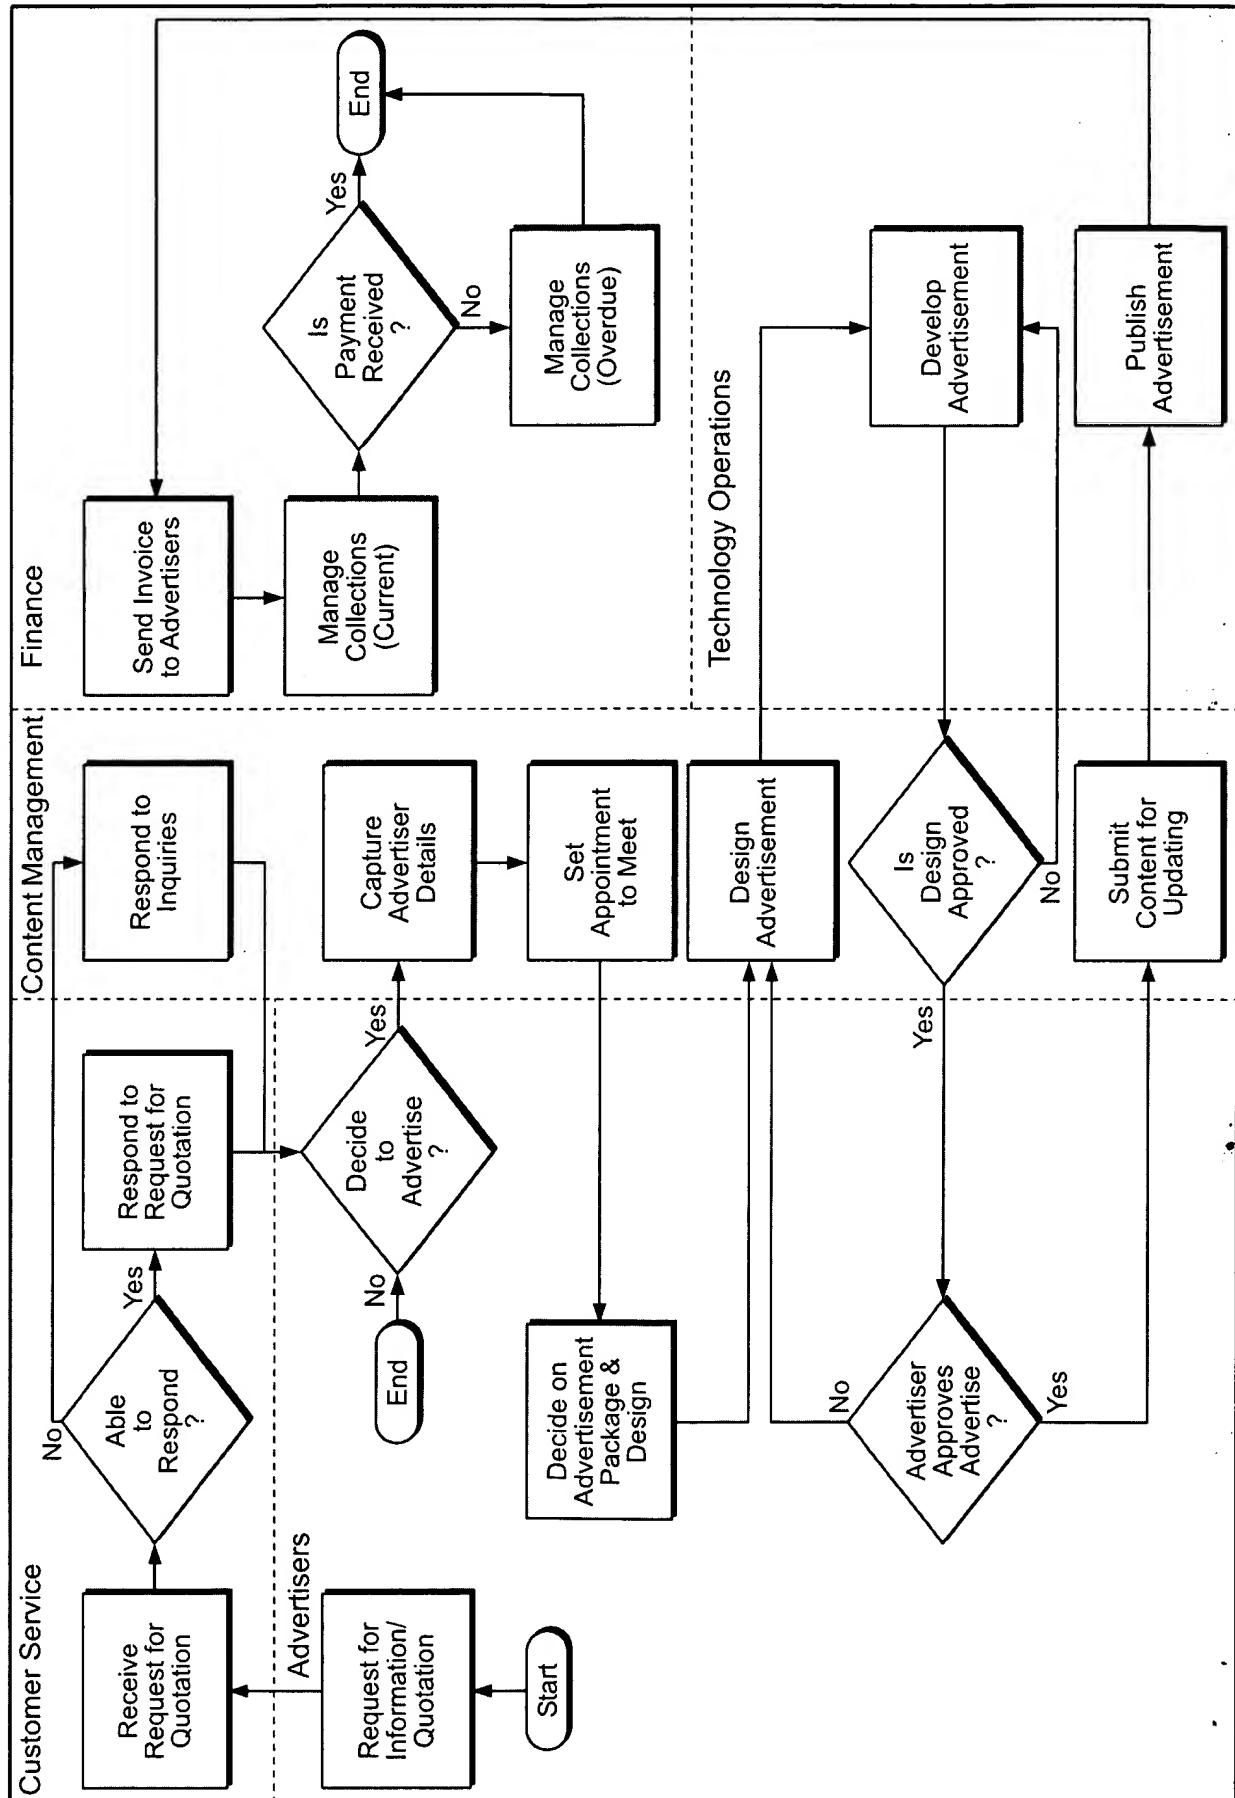 Customer Service
Receive
Request for
Quotation
Able
to
Respond
?
No
Yes
Respond to
Request for
Quotation
Advertisers
Start
Request for
Information/
Quotation
Decide
to
Advertise
?
No
End
Yes
Decide on
Advertisement
Package &
Design
Advertiser
Approves
Advertise
?
No
Yes
Content Management
Respond to
Inquiries
Capture
Advertiser
Details
Set
Appointment
to Meet
Design
Advertisement
Is
Design
Approved
?
Yes
No
Submit
Content for
Updating
Finance
Send Invoice
to Advertisers
Manage
Collections
(Current)
Is
Payment
Received
?
Yes
No
End
Manage
Collections
(Overdue)
Technology Operations
Develop
Advertisement
Publish
Advertisement